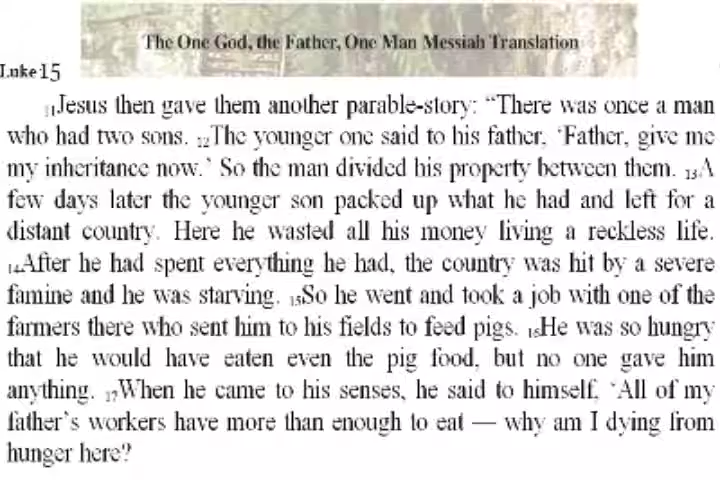 The One God, the Father, One Man Messiah Translation
Luke 15
11Jesus then gave them another parable-story: “There was once a man
who had two sons. 12The younger one said to his father, ‘Father, give me
my inheritance now.’ So the man divided his property between them. 13A
few days later the younger son packed up what he had and left for a
distant country. Here he wasted all his money living a reckless life.
14After he had spent everything he had, the country was hit by a severe
famine and he was starving. 15So he went and took a job with one of the
farmers there who sent him to his fields to feed pigs. 16He was so hungry
that he would have eaten even the pig food, but no one gave him
anything. 17When he came to his senses, he said to himself, ‘All of my
father’s workers have more than enough to eat — why am I dying from
hunger here?